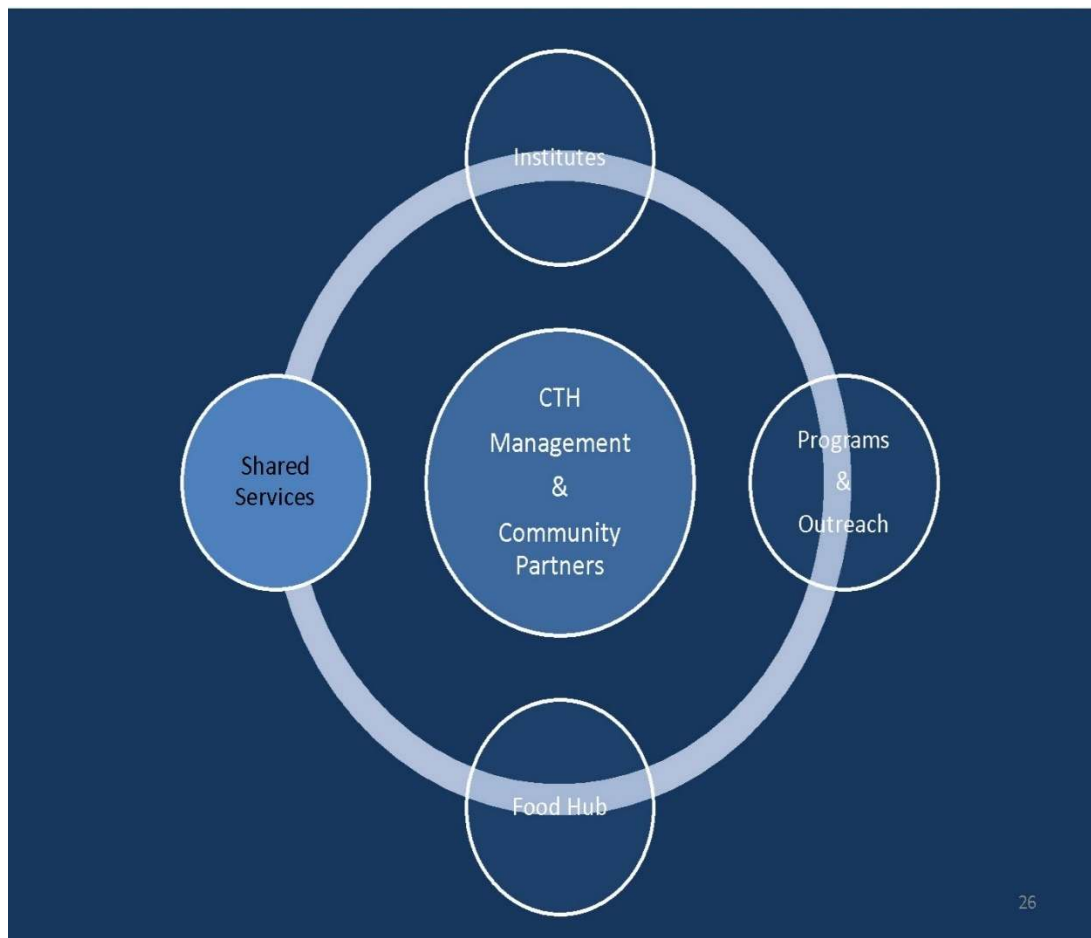 Institutes
CTH
Management
&
Community
Partners
Shared
Services
Programs
&
Outreach
Food Hub
26